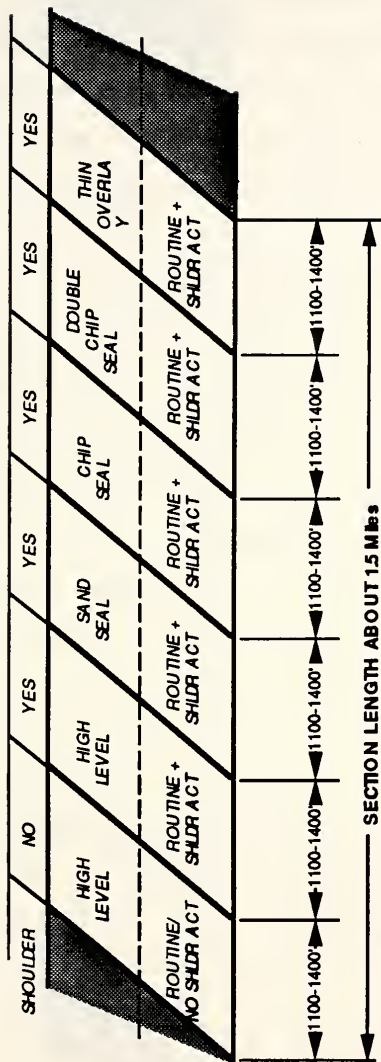 SHOULDER
NO
YES
YES
YES
YES
YES
HIGH
LEVEL
HIGH
LEVEL
SAND
SEAL
CHIP
SEAL
DOUBLE
CHIP
SEAL
THIN
OVERLA
Y
ROUTINE/
NO SHLDR ACT
ROUTINE +
SHLDR ACT
ROUTINE +
SHLDR ACT
ROUTINE +
SHLDR ACT
ROUTINE +
SHLDR ACT
ROUTINE +
SHLDR ACT
1100-1400'
1100-1400'
1100-1400'
1100-1400'
1100-1400'
1100-1400'
SECTION LENGTH ABOUT 1.5 Miles